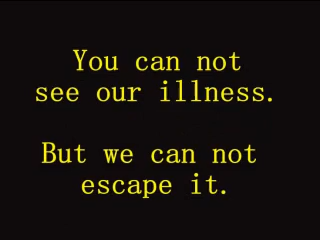 You can not
see our illness.
But we can not
escape it.